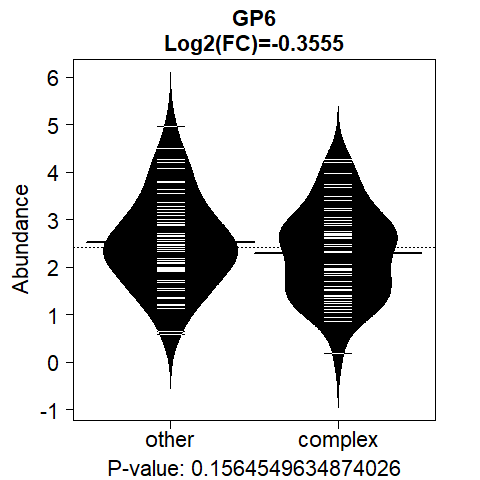 GP6
Log2(FC)=-0.3555
Abundance
6
5
4
3
2
1
0
-1
other complex
P-value: 0.1564549634874026